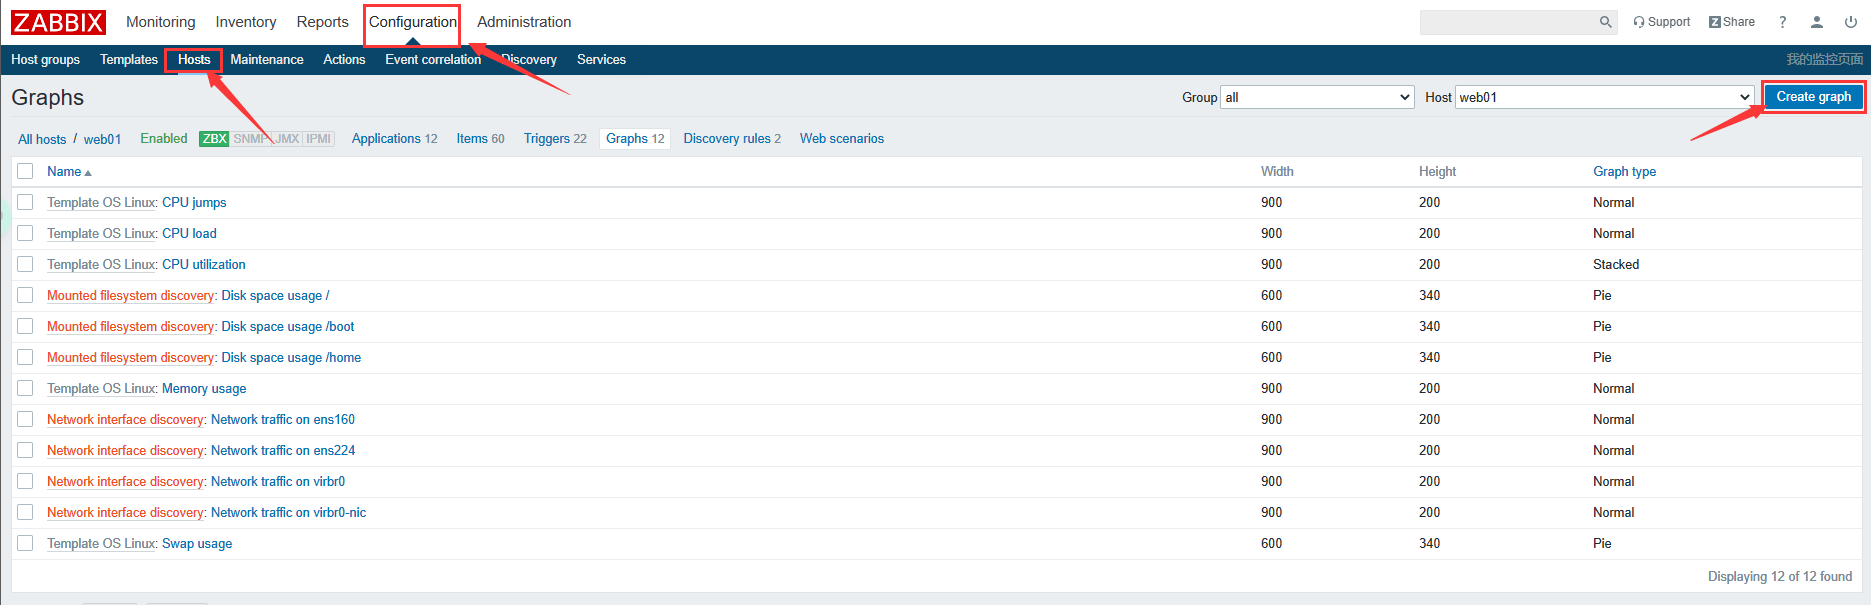 ZABBIX Monitoring Inventory Reports Configuration Administration Support Z Share ?
Host groups Templates Hosts Maintenance Actions Event correlation Discovery Services 我的监控页面
Graphs Group all Host web01 Create graph
All hosts / web01 Enabled ZBX SNMP JMX IPMI Applications 12 Items 60 Triggers 22 Graphs 12 Discovery rules 2 Web scenarios
Name Width Height Graph type
Template OS Linux: CPU jumps 900 200 Normal
Template OS Linux: CPU load 900 200 Normal
Template OS Linux: CPU utilization 900 200 Stacked
Mounted filesystem discovery: Disk space usage / 600 340 Pie
Mounted filesystem discovery: Disk space usage /boot 600 340 Pie
Mounted filesystem discovery: Disk space usage /home 600 340 Pie
Template OS Linux: Memory usage 900 200 Normal
Network interface discovery: Network traffic on ens160 900 200 Normal
Network interface discovery: Network traffic on ens224 900 200 Normal
Network interface discovery: Network traffic on virbr0 900 200 Normal
Network interface discovery: Network traffic on virbr0-nic 900 200 Normal
Template OS Linux: Swap usage 600 340 Pie
Displaying 12 of 12 found